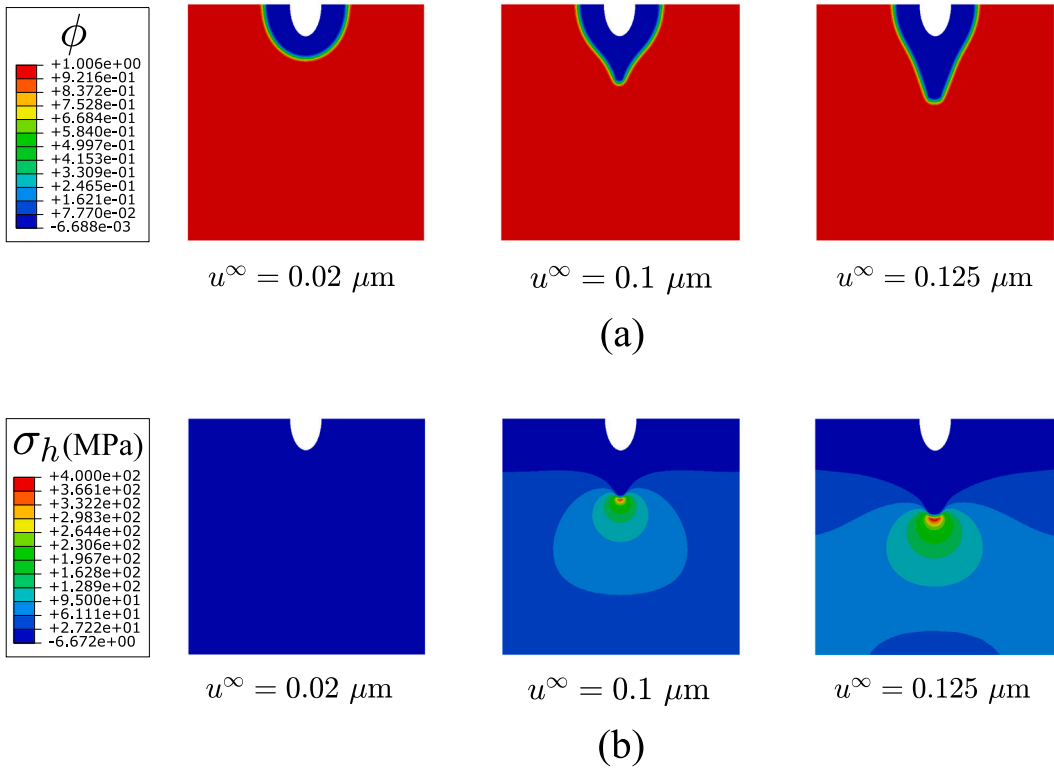 ϕ
+1.006e+00
+9.216e-01
+8.372e-01
+7.528e-01
+6.684e-01
+5.840e-01
+4.997e-01
+4.153e-01
+3.309e-01
+2.465e-01
+1.621e-01
+7.770e-02
-6.688e-03
u^∞ = 0.02 μm
u^∞ = 0.1 μm
u^∞ = 0.125 μm
(a)
σ_h(MPa)
+4.000e+02
+3.661e+02
+3.322e+02
+2.983e+02
+2.644e+02
+2.306e+02
+1.967e+02
+1.628e+02
+1.289e+02
+9.500e+01
+6.111e+01
+2.722e+01
-6.672e+00
u^∞ = 0.02 μm
u^∞ = 0.1 μm
u^∞ = 0.125 μm
(b)